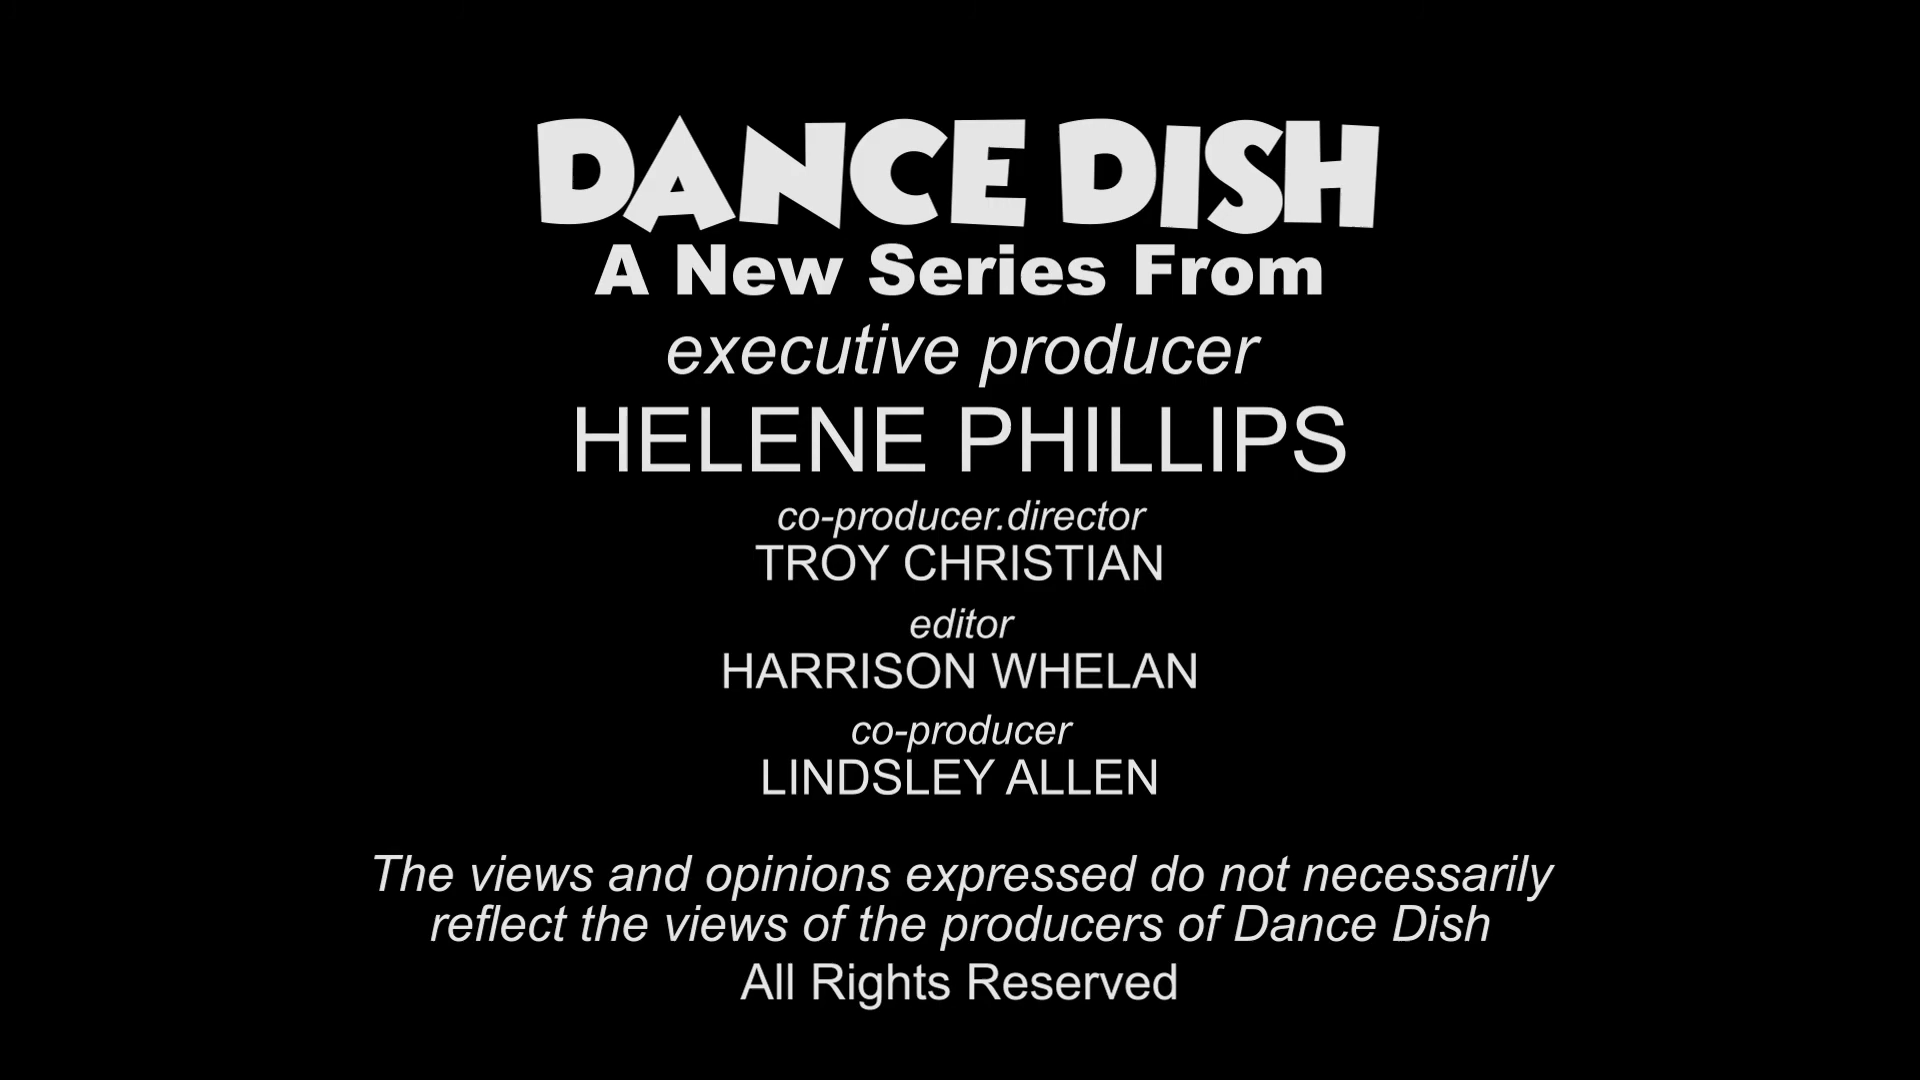 DANCE DISH
A New Series From
executive producer
HELENE PHILLIPS
co-producer.director
TROY CHRISTIAN
editor
HARRISON WHELAN
co-producer
LINDSLEY ALLEN
The views and opinions expressed do not necessarily
reflect the views of the producers of Dance Dish
All Rights Reserved